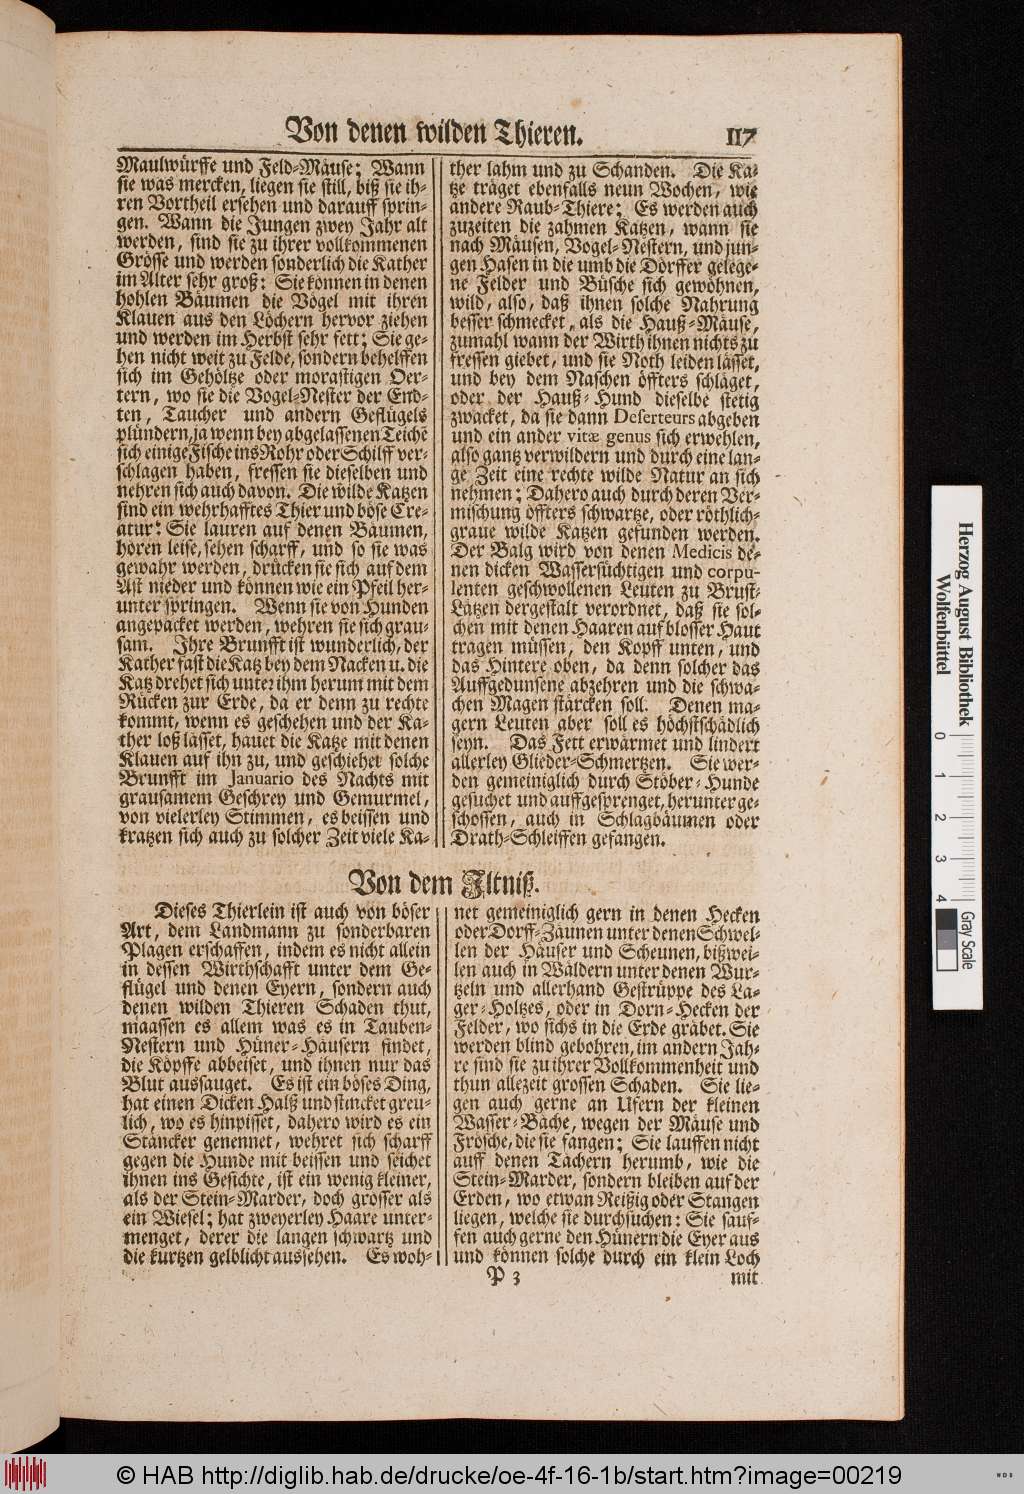 Von denen wilden Thieren.
117
Maulwürffe und Feld-Mäuse; Wann
sie was mercken, liegen sie still, biß sie ih-
ren Vortheil ersehen und darauff sprin-
gen. Wann die Jungen zwey Jahr alt
werden, sind sie zu ihrer vollkommenen
Grösse und werden sonderlich die Kather
im Alter sehr groß: Sie können in denen
hohlen Bäumen die Vögel mit ihren
Klauen aus den Löchern hervor ziehen
und werden im Herbst sehr fett; Sie ge-
hen nicht weit zu Felde, sondern behelffen
sich im Gehöltze oder morastigen Oer-
tern, wo sie die Vogel-Nester der End-
ten, Taucher und andern Geflügels
plündern, ja wenn bey abgelassenen Teiche
sich einige Fische ins Rohr oder Schilff ver-
schlagen haben, fressen sie dieselben und
nehren sich auch davon. Die wilde Katzen
sind ein wehrhafftes Thier und böse Cre-
atur: Sie lauren auf denen Bäumen,
hören leise, sehen scharff, und so sie was
gewahr werden, drücken sie sich auf dem
Ast nieder und können wie ein Pfeil her-
unter springen. Wenn sie von Hunden
angepacket werden, wehren sie sich grau-
sam. Ihre Brunfft ist wunderlich, der
Kather fast die Katz bey dem Nacken u. die
Katz drehet sich unter ihm herum mit dem
Rücken zur Erde, da er denn zu rechte
kommt, wenn es geschehen und der Ka-
ther loß lässet, hauet die Katze mit denen
Klauen auf ihn zu, und geschiehet solche
Brunfft im Januario des Nachts mit
grausamem Geschrey und Gemurmel,
von vielerley Stimmen, es beissen und
kratzen sich auch zu solcher Zeit viele Ka-
ther lahm und zu Schanden. Die Ka-
tze träget ebenfalls neun Wochen, wie
andere Raub-Thiere; Es werden auch
zuzeiten die zahmen Katzen, wann sie
nach Mäusen, Vogel-Nestern, und jun-
gen Hasen in die umb die Dörffer gelege-
ne Felder und Büsche sich gewöhnen,
wild, also, daß ihnen solche Nahrung
besser schmecket, als die Hauß-Mäuse,
zumahl wann der Wirth ihnen nichts zu
fressen giebet, und sie Noth leiden lässet,
und bey dem Naschen öffters schläget,
oder der Hauß-Hund dieselbe stetig
zwacket, da sie dann Deserteurs abgeben
und ein ander vitæ genus sich erwehlen,
also gantz verwildern und durch eine lan-
ge Zeit eine rechte wilde Natur an sich
nehmen; Dahero auch durch deren Ver-
mischung öffters schwartze, oder röthlich-
graue wilde Katzen gefunden werden.
Der Balg wird von denen Medicis de-
nen dicken Wassersüchtigen und corpu-
lenten geschwollenen Leuten zu Brust-
Lätzen dergestalt verordnet, daß sie sol-
chen mit denen Haaren auf blosser Haut
tragen müssen, den Kopff unten, und
das Hintere oben, da denn solcher das
Auffgedunsene abzehren und die schwa-
chen Magen stärcken soll. Denen ma-
gern Leuten aber soll es höchstschädlich
seyn. Das Fett erwärmet und lindert
allerley Glieder-Schmertzen. Sie wer-
den gemeiniglich durch Stöber-Hunde
gesuchet und auffgesprenget, herunter ge-
schossen, auch in Schlagbäumen oder
Drath-Schleiffen gefangen.
Von dem Iltniß.
Dieses Thierlein ist auch von böser
Art, dem Landmann zu sonderbaren
Plagen erschaffen, indem es nicht allein
in dessen Wirthschafft unter dem Ge-
flügel und denen Eyern, sondern auch
denen wilden Thieren Schaden thut,
maassen es allem was es in Tauben-
Nestern und Hüner-Häusern findet,
die Köpffe abbeiset, und ihnen nur das
Blut aussauget. Es ist ein böses Ding,
hat einen Dicken Halß und stincket greu-
lich, wo es hinpisset, dahero wird es ein
Stäncker genennet, wehret sich scharff
gegen die Hunde mit beissen und seichet
ihnen ins Gesichte, ist ein wenig kleiner,
als der Stein-Marder, doch grösser als
ein Wiesel; hat zweyerley Haare unter-
menget, derer die langen schwartz und
die kurtzen gelblicht aussehen. Es woh-
net gemeiniglich gern in denen Hecken
oder Dorff-Zäunen unter denen Schwel-
len der Häuser und Scheunen, bißwei-
len auch in Wäldern unter denen Wur-
tzeln und allerhand Gestrüppe des La-
ger-Holtzes, oder in Dorn-Hecken der
Felder, wo sichs in die Erde gräbet. Sie
werden blind gebohren, im andern Jah-
re sind sie zu ihrer Vollkommenheit und
thun allezeit grossen Schaden. Sie lie-
gen auch gerne an Ufern der kleinen
Wasser-Bäche, wegen der Mäuse und
Frösche, die sie fangen; Sie lauffen nicht
auff denen Tächern herumb, wie die
Stein-Marder, sondern bleiben auf der
Erden, wo etwan Reißig oder Stangen
liegen, welche sie durchsuchen: Sie sauf-
fen auch gerne den Hünern die Eyer aus
und können solche durch ein klein Loch
P 3
mit
Herzog August Bibliothek
Wolfenbüttel
0 1 2 3 4
Gray Scale
© HAB http://diglib.hab.de/drucke/oe-4f-16-1b/start.htm?image=00219